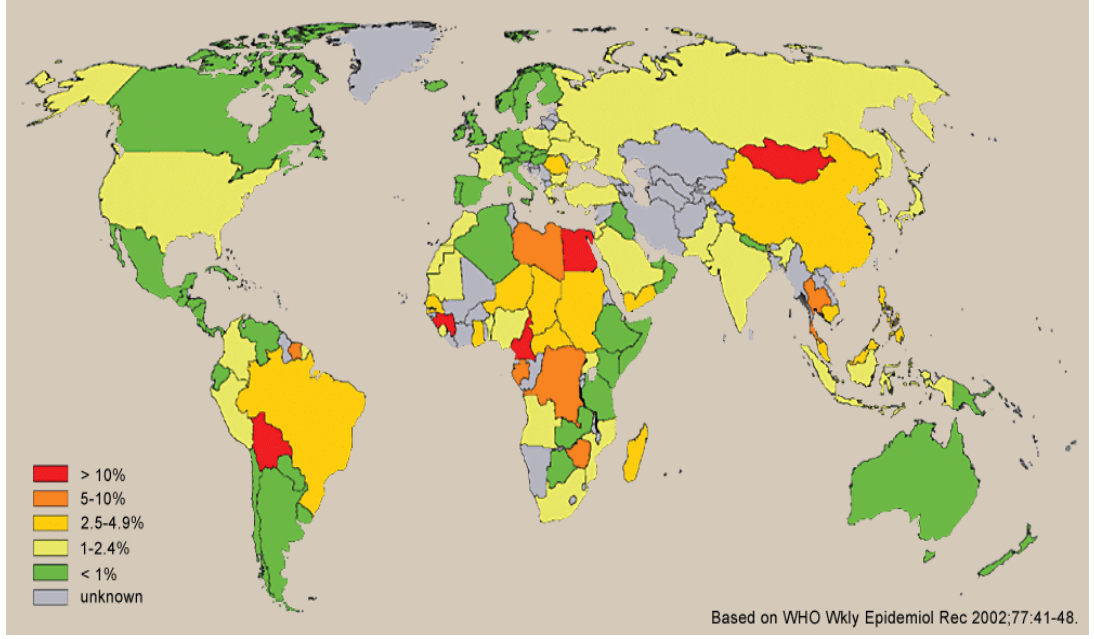 > 10%
5-10%
2.5-4.9%
1-2.4%
< 1%
unknown
Based on WHO Wkly Epidemiol Rec 2002;77:41-48.